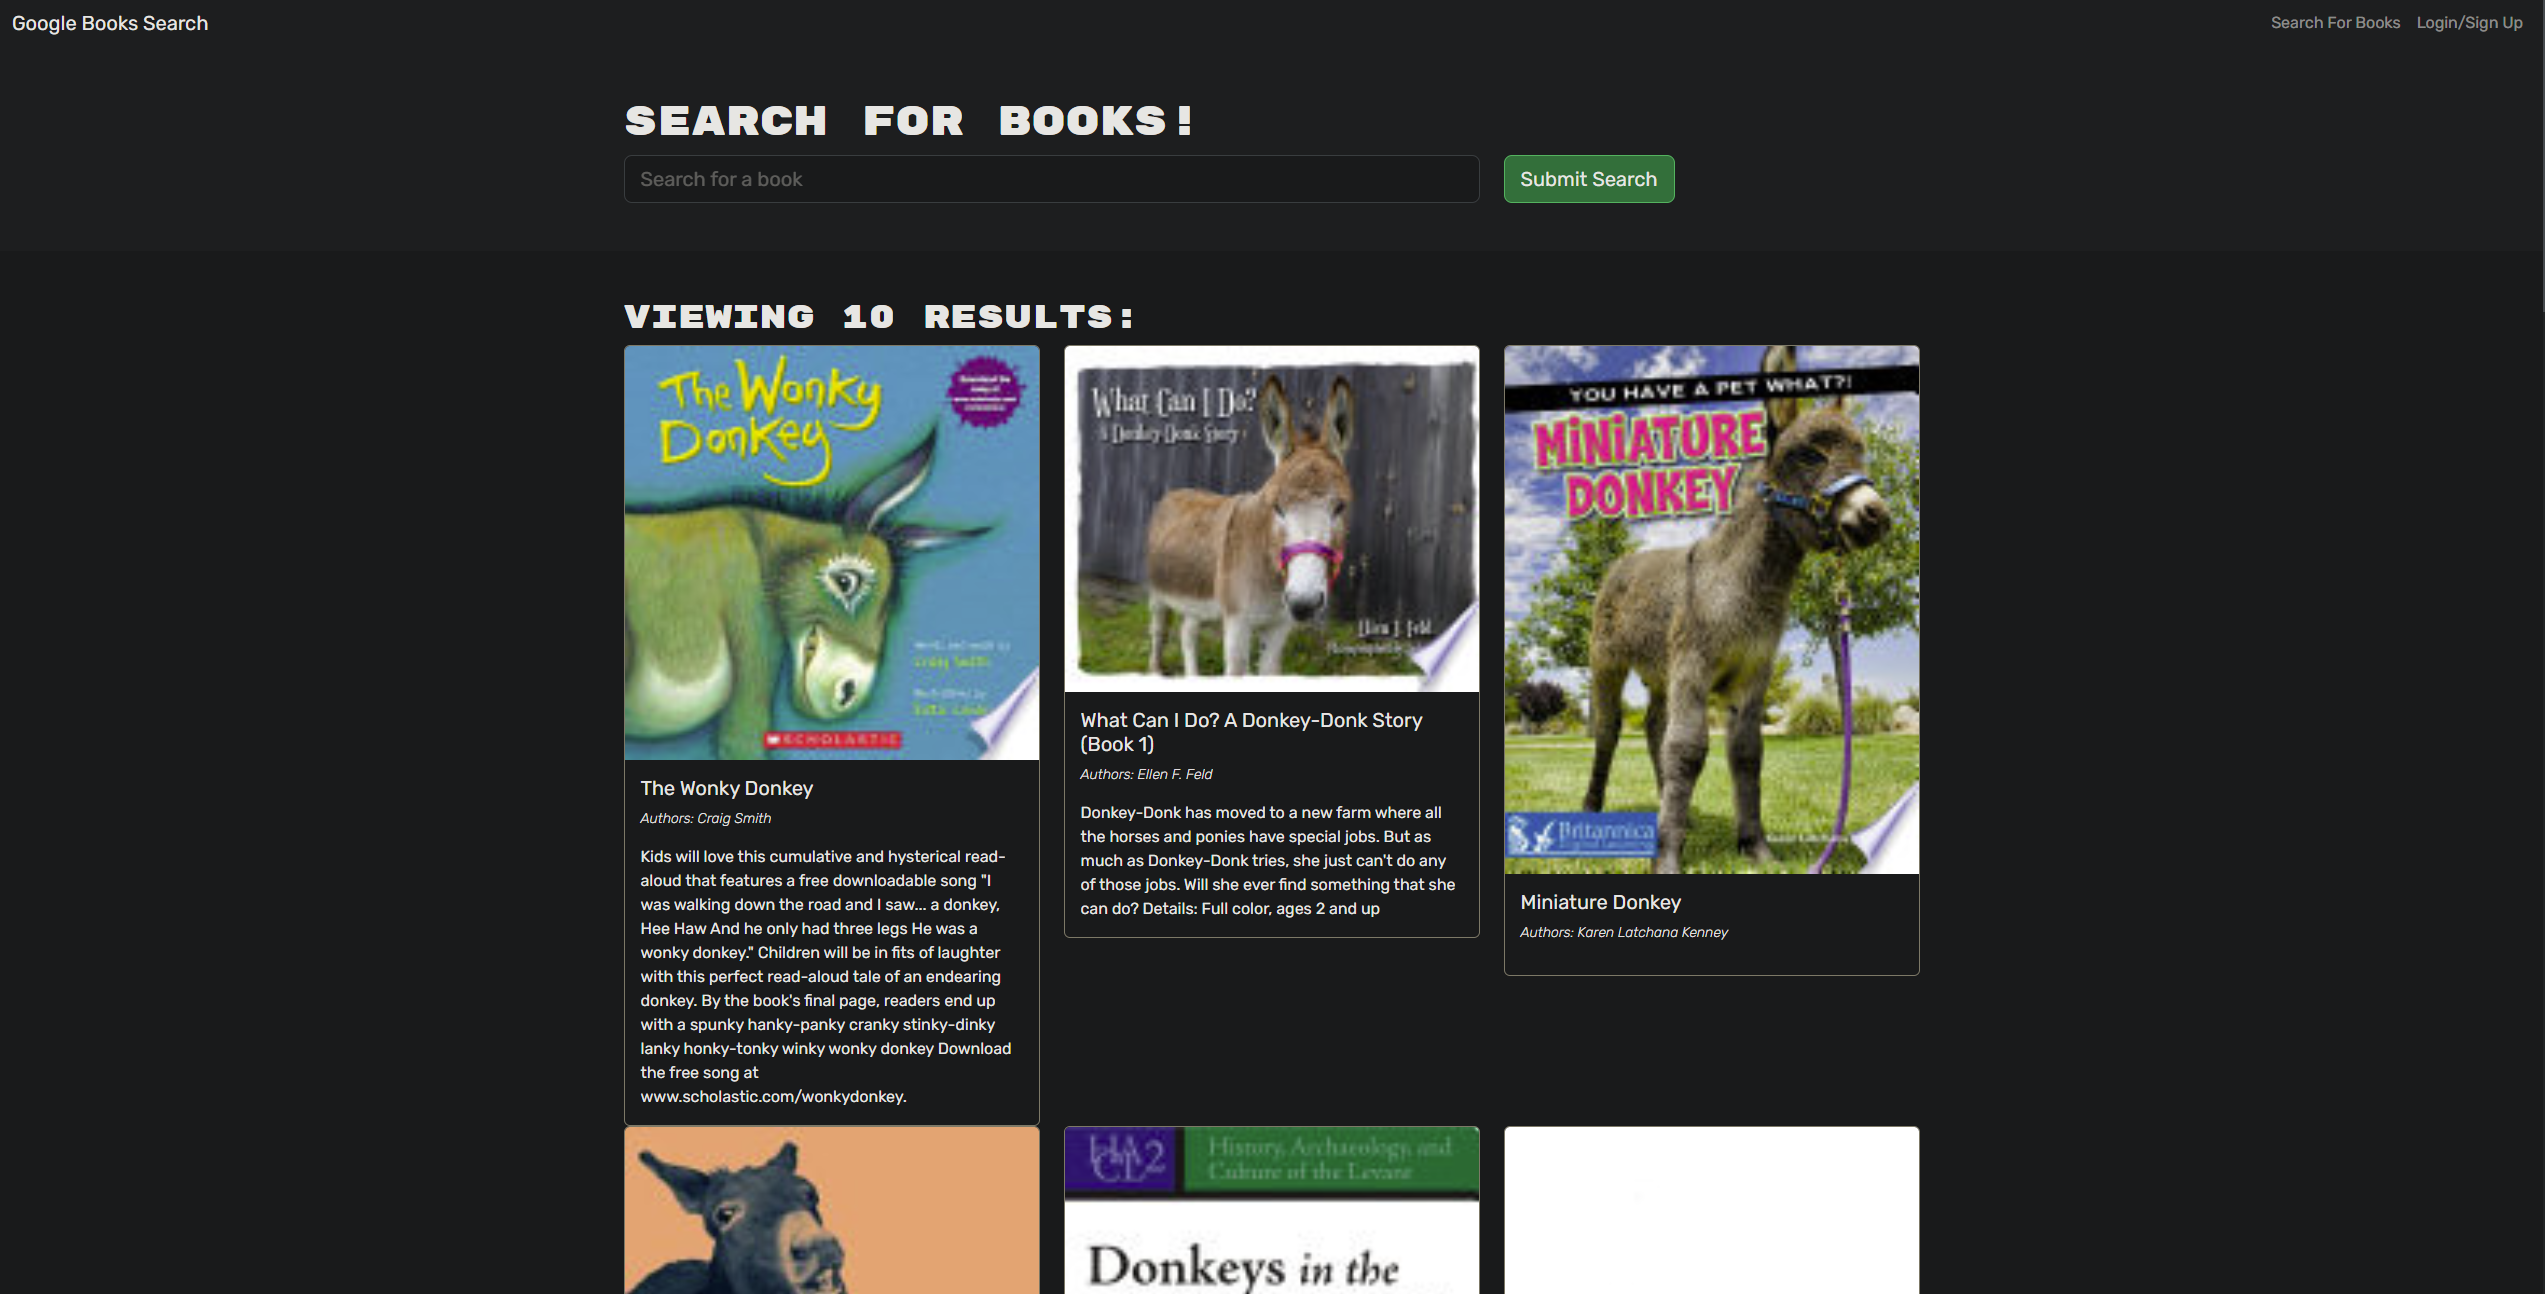 Google Books Search
Search For Books
Login/Sign Up
SEARCH FOR BOOKS!
Search for a book
Submit Search
VIEWING 10 RESULTS:
The Wonky
Donkey
SCHOLASTIC
The Wonky Donkey
Authors: Craig Smith
Kids will love this cumulative and hysterical read-
aloud that features a free downloadable song "I
was walking down the road and I saw... a donkey,
Hee Haw And he only had three legs He was a
wonky donkey." Children will be in fits of laughter
with this perfect read-aloud tale of an endearing
donkey. By the book's final page, readers end up
with a spunky hanky-panky cranky stinky-dinky
lanky honky-tonky winky wonky donkey Download
the free song at
www.scholastic.com/wonkydonkey.
What Can I Do?
A Donkey-Donk Story
Ellen F. Feld
What Can I Do? A Donkey-Donk Story
(Book 1)
Authors: Ellen F. Feld
Donkey-Donk has moved to a new farm where all
the horses and ponies have special jobs. But as
much as Donkey-Donk tries, she just can't do any
of those jobs. Will she ever find something that she
can do? Details: Full color, ages 2 and up
YOU HAVE A PET WHAT?!
MINIATURE
DONKEY
Britannica
Miniature Donkey
Authors: Karen Latchana Kenney
History, Archaeology, and
Culture of the Levant
Donkeys in the